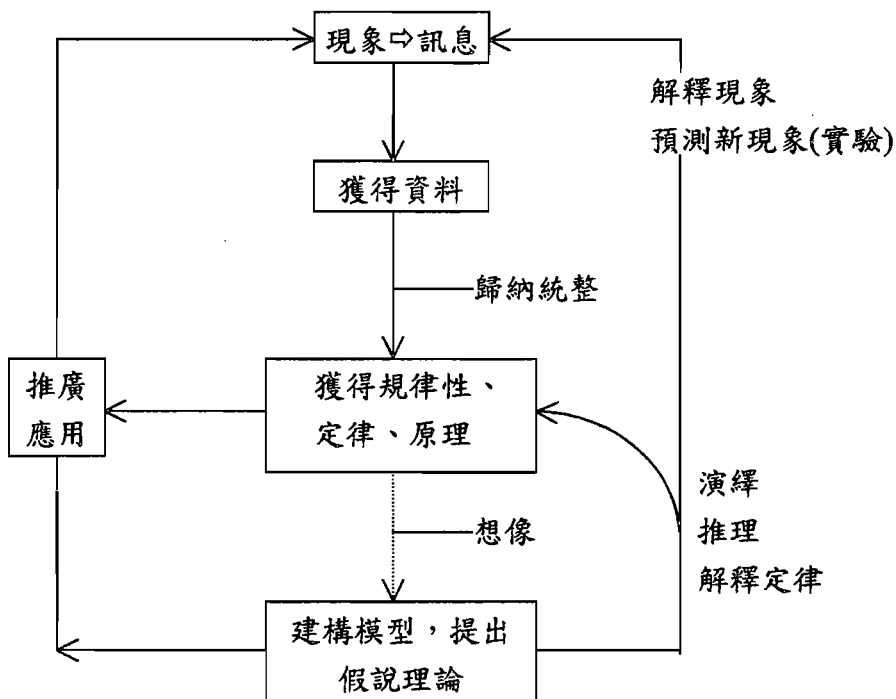 現象⇨訊息
解釋現象
預測新現象(實驗)
獲得資料
歸納統整
推廣
應用
獲得規律性、
定律、原理
演繹
推理
解釋定律
想像
建構模型，提出
假說理論